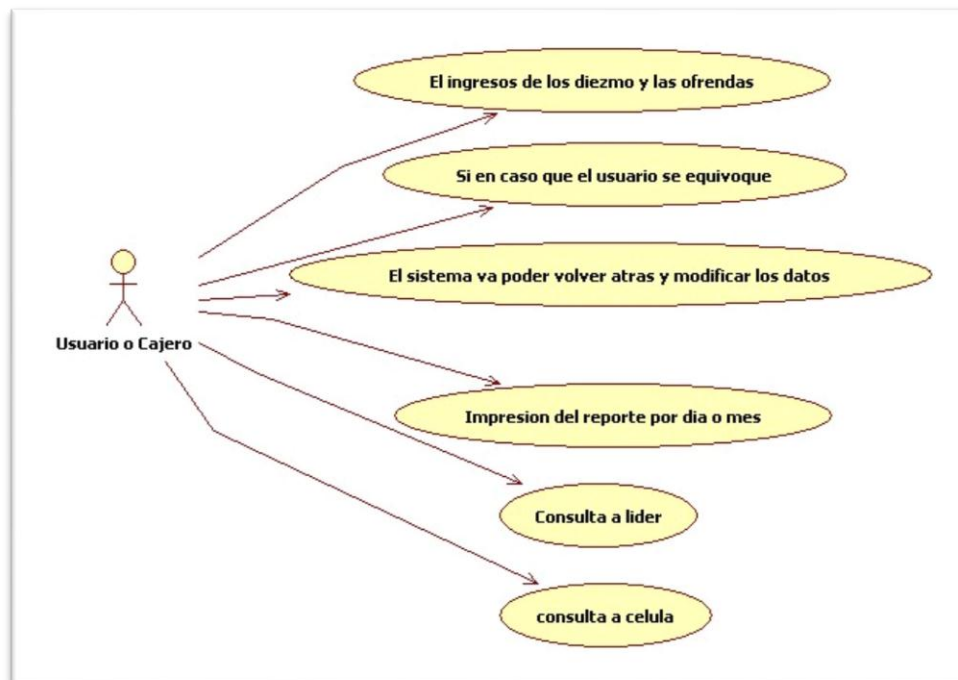 El ingresos de los diezmo y las ofrendas
Si en caso que el usuario se equivoque
El sistema va poder volver atras y modificar los datos
Usuario o Cajero
Impresion del reporte por dia o mes
Consulta a lider
consulta a celula